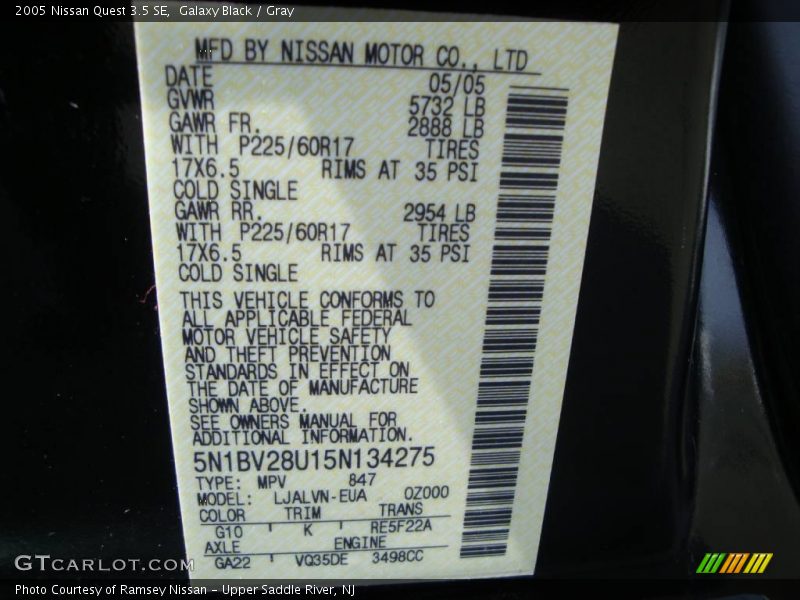 2005 Nissan Quest 3.5 SE, Galaxy Black / Gray
MFD BY NISSAN MOTOR CO., LTD
DATE 05/05
GVWR 5732 LB
GAWR FR. 2888 LB
WITH P225/60R17 TIRES
17X6.5 RIMS AT 35 PSI
COLD SINGLE
GAWR RR. 2954 LB
WITH P225/60R17 TIRES
17X6.5 RIMS AT 35 PSI
COLD SINGLE
THIS VEHICLE CONFORMS TO
ALL APPLICABLE FEDERAL
MOTOR VEHICLE SAFETY
AND THEFT PREVENTION
STANDARDS IN EFFECT ON
THE DATE OF MANUFACTURE
SHOWN ABOVE.
SEE OWNERS MANUAL FOR
ADDITIONAL INFORMATION.
5N1BV28U15N134275
TYPE: MPV 847
MODEL: LJALVN-EUA OZ000
COLOR TRIM TRANS
G10 K RE5F22A
AXLE ENGINE
GA22 VQ35DE 3498CC
GTCARLOT.COM
Photo Courtesy of Ramsey Nissan - Upper Saddle River, NJ